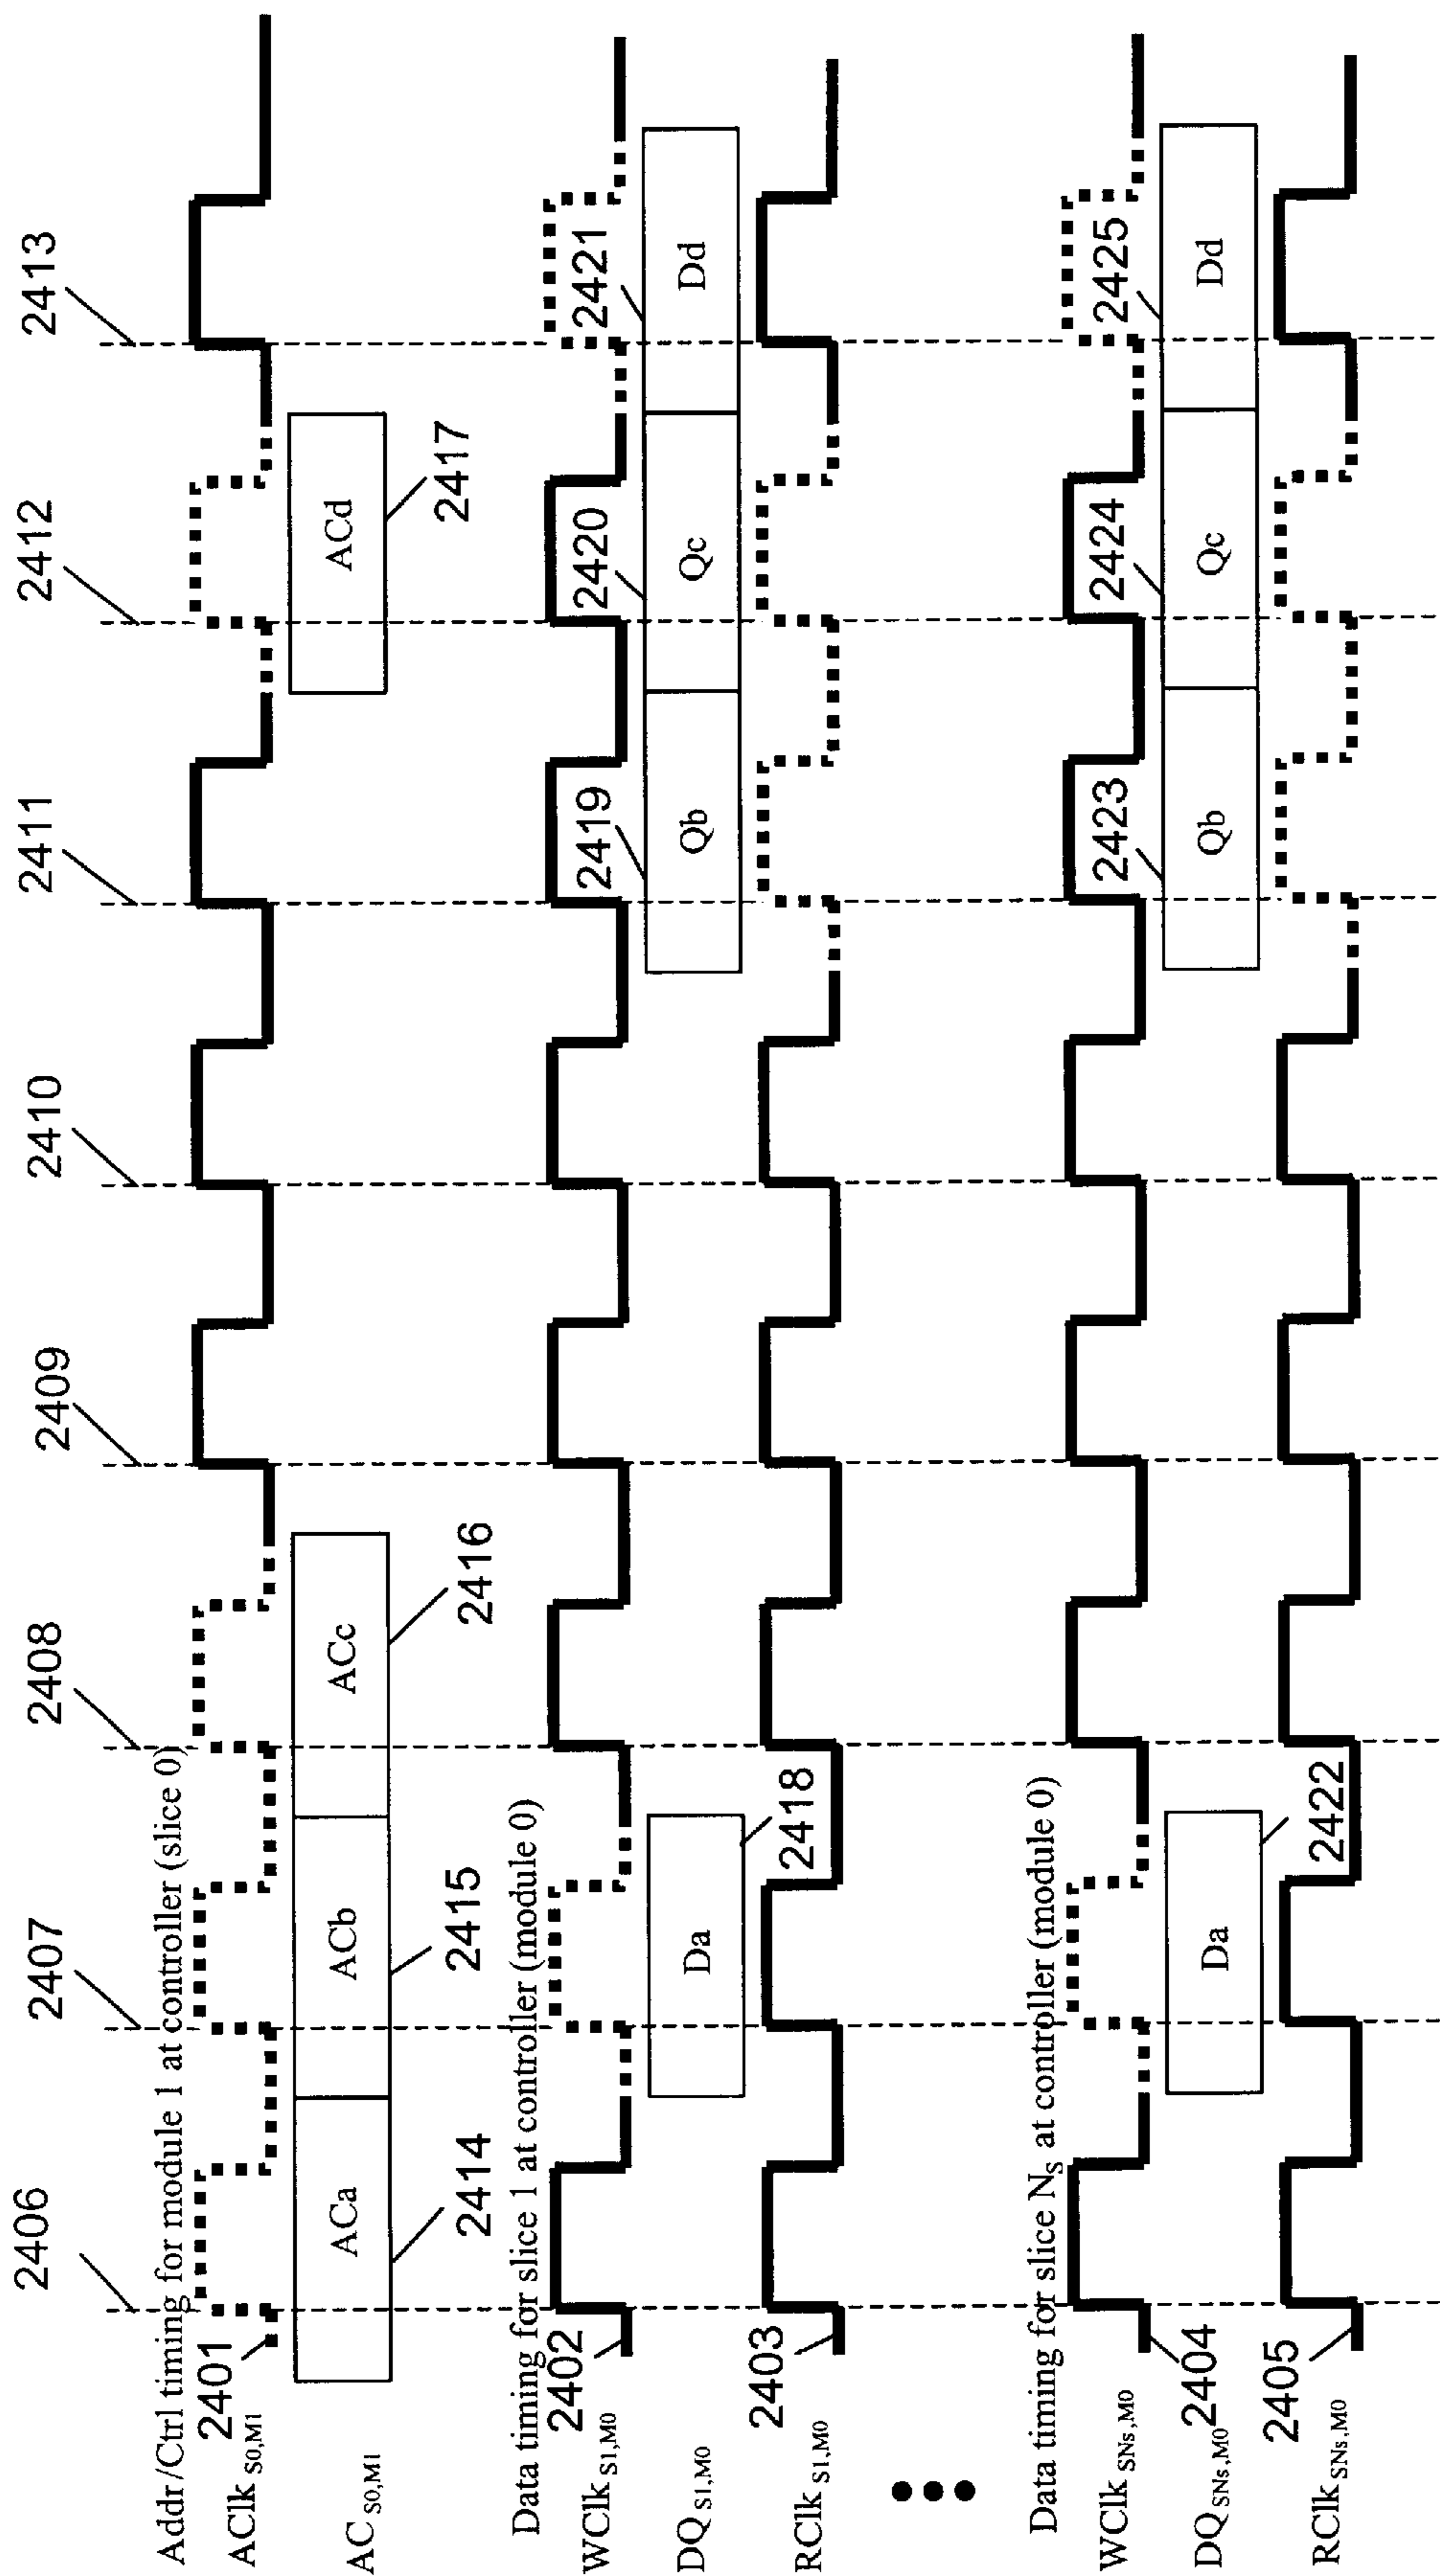 2406 2407 2408 2409 2410 2411 2412 2413
Addr/Ctrl timing for module 1 at controller (slice 0)
2401
AClk S0,M1
AC S0,M1
ACa ACb ACc ACd
2414 2415 2416 2417
Data timing for slice 1 at controller (module 0)
2402
WClk S1,M0
2419 2420 2421
DQ S1,M0
Da Qb Qc Dd
2403 2418
RClk S1,M0
Data timing for slice NS at controller (module 0)
WClk SNs,M0
2404 2423 2424 2425
DQ SNs,M0
Da Qb Qc Dd
2405 2422
RClk SNs,M0